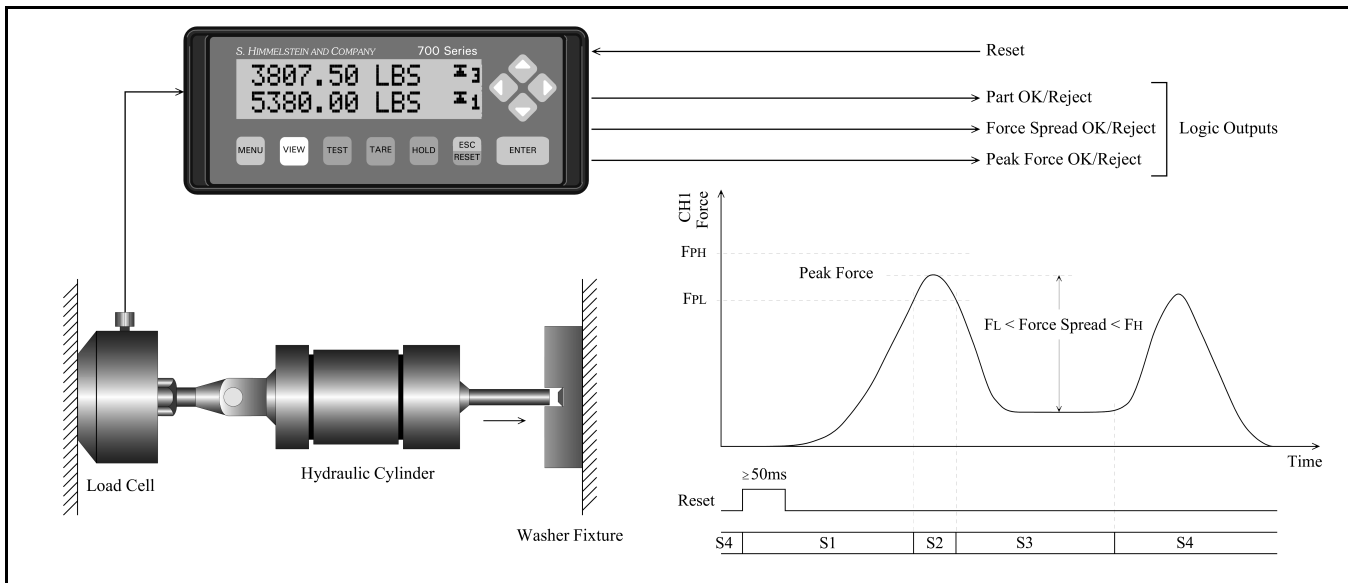 S. HIMMELSTEIN AND COMPANY 700 Series
3807.50 LBS 3
5380.00 LBS 1
MENU VIEW TEST TARE HOLD ESC RESET ENTER
Reset
Part OK/Reject
Force Spread OK/Reject
Peak Force OK/Reject
Logic Outputs
Load Cell
Hydraulic Cylinder
Washer Fixture
CH1
Force
FPH
Peak Force
FPL
FL < Force Spread < FH
Time
≥50ms
Reset
S4 S1 S2 S3 S4